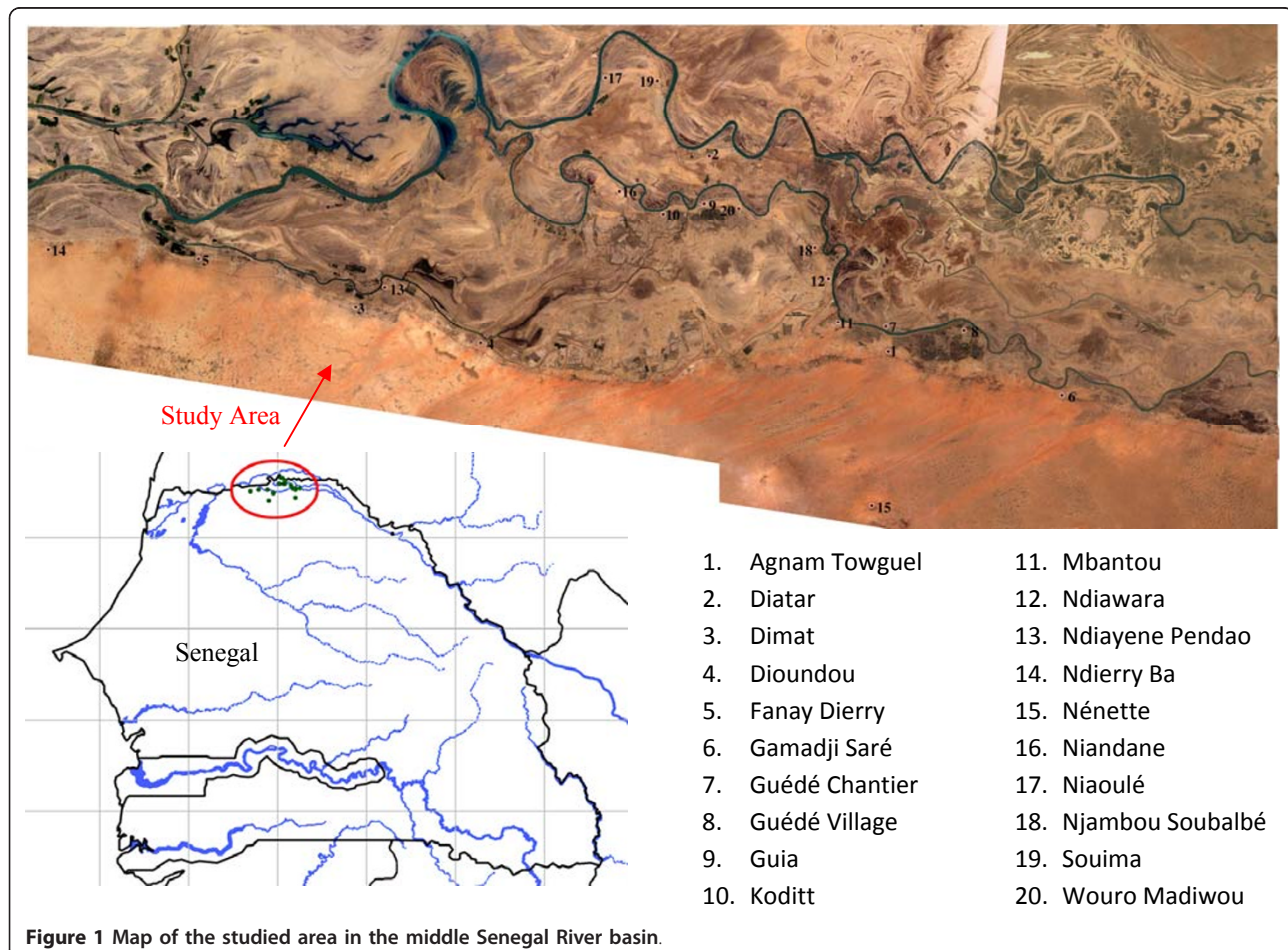 17
19
2
16
9
20
10
14
18
5
12
13
3
11
7
8
4
1
6
Study Area
15
Senegal
1. Agnam Towguel
2. Diatar
3. Dimat
4. Dioundou
5. Fanay Dierry
6. Gamadji Saré
7. Guédé Chantier
8. Guédé Village
9. Guia
10. Koditt
11. Mbantou
12. Ndiawara
13. Ndiayene Pendao
14. Ndierry Ba
15. Nénette
16. Niandane
17. Niaoulé
18. Njambou Soubalbé
19. Souima
20. Wouro Madiwou
Figure 1 Map of the studied area in the middle Senegal River basin.